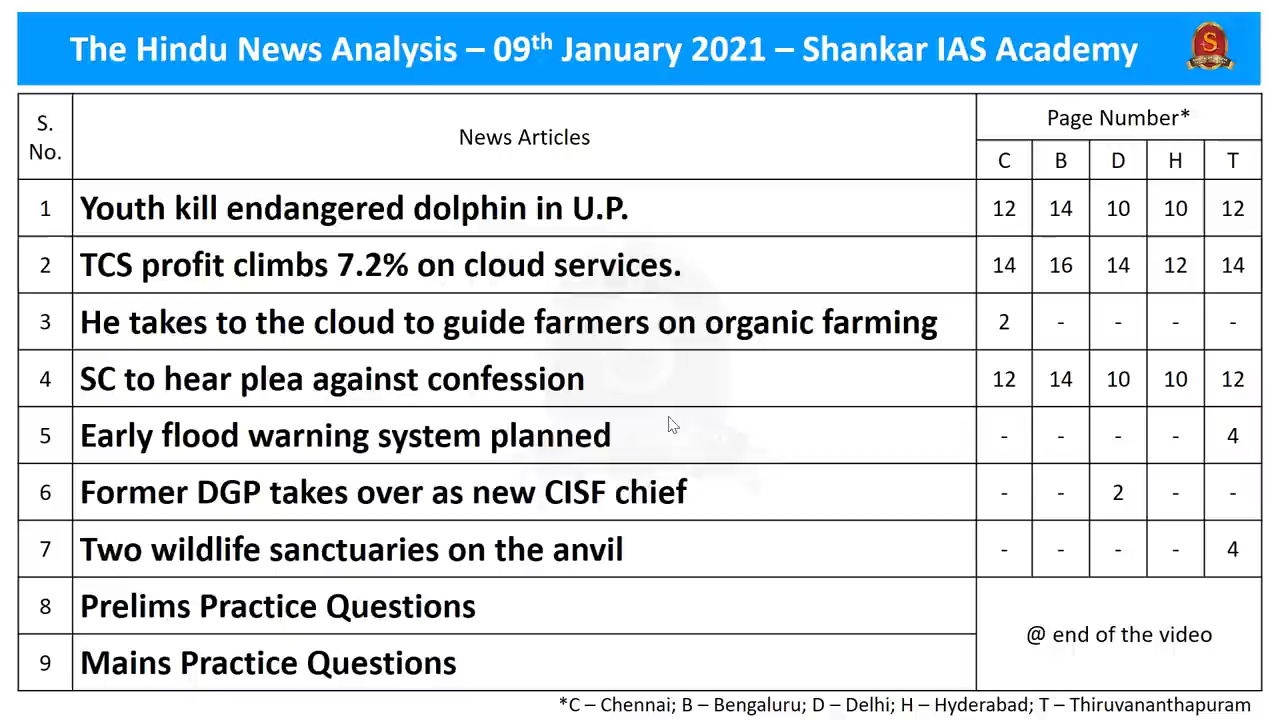 The Hindu News Analysis – 09th January 2021 – Shankar IAS Academy
S. No. News Articles Page Number*
C B D H T
1 Youth kill endangered dolphin in U.P. 12 14 10 10 12
2 TCS profit climbs 7.2% on cloud services. 14 16 14 12 14
3 He takes to the cloud to guide farmers on organic farming 2 - - - -
4 SC to hear plea against confession 12 14 10 10 12
5 Early flood warning system planned - - - - 4
6 Former DGP takes over as new CISF chief - - 2 - -
7 Two wildlife sanctuaries on the anvil - - - - 4
8 Prelims Practice Questions
@ end of the video
9 Mains Practice Questions
*C – Chennai; B – Bengaluru; D – Delhi; H – Hyderabad; T – Thiruvananthapuram